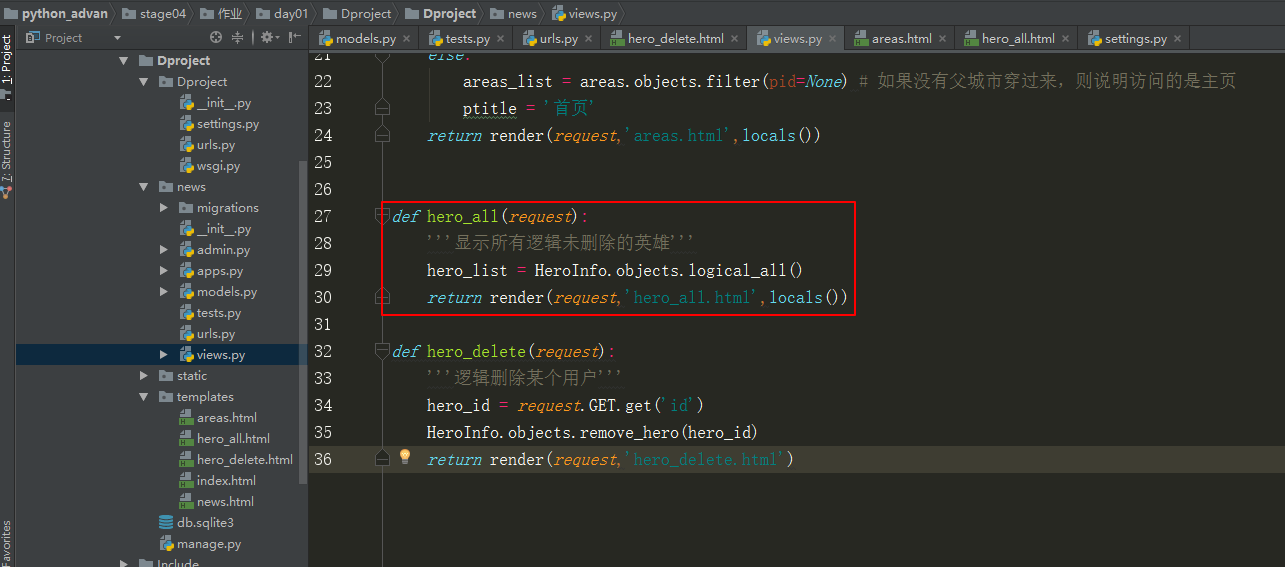 python_advan stage04 作业 day01 Dproject Dproject news views.py
Project
models.py tests.py urls.py hero_delete.html views.py areas.html hero_all.html settings.py
1: Project
7: Structure
Favorites
Dproject
Dproject
__init__.py
settings.py
urls.py
wsgi.py
news
migrations
__init__.py
admin.py
apps.py
models.py
tests.py
urls.py
views.py
static
templates
areas.html
hero_all.html
hero_delete.html
index.html
news.html
db.sqlite3
manage.py
Include
21 else:
22 areas_list = areas.objects.filter(pid=None) # 如果没有父城市穿过来，则说明访问的是主页
23 ptitle = '首页'
24 return render(request,'areas.html',locals())
25
26
27 def hero_all(request):
28 '''显示所有逻辑未删除的英雄'''
29 hero_list = HeroInfo.objects.logical_all()
30 return render(request,'hero_all.html',locals())
31
32 def hero_delete(request):
33 '''逻辑删除某个用户'''
34 hero_id = request.GET.get('id')
35 HeroInfo.objects.remove_hero(hero_id)
36 return render(request,'hero_delete.html')